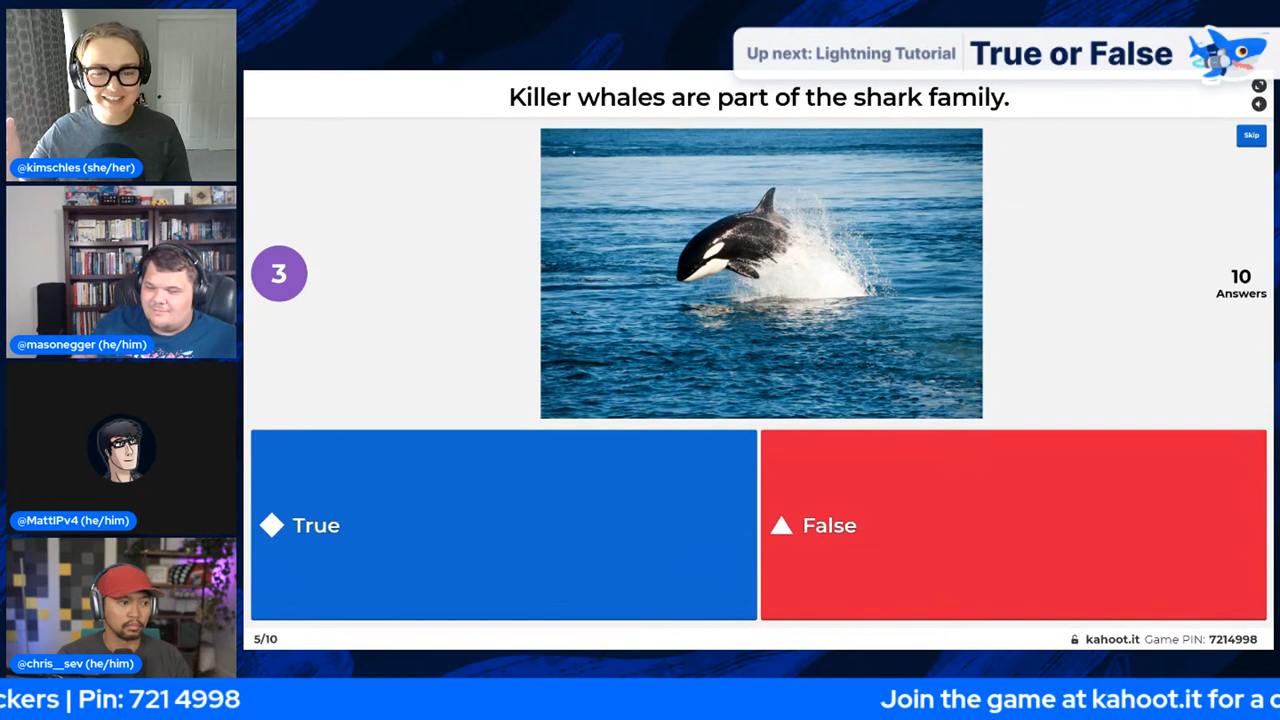 Up next: Lightning Tutorial
True or False
Killer whales are part of the shark family.
Skip
@kimschles (she/her)
3
10
Answers
@masonegger (he/him)
@MattIPv4 (he/him)
True
False
5/10
kahoot.it Game PIN: 7214998
@chris__sev (he/him)
ckers | Pin: 721 4998
Join the game at kahoot.it for a c